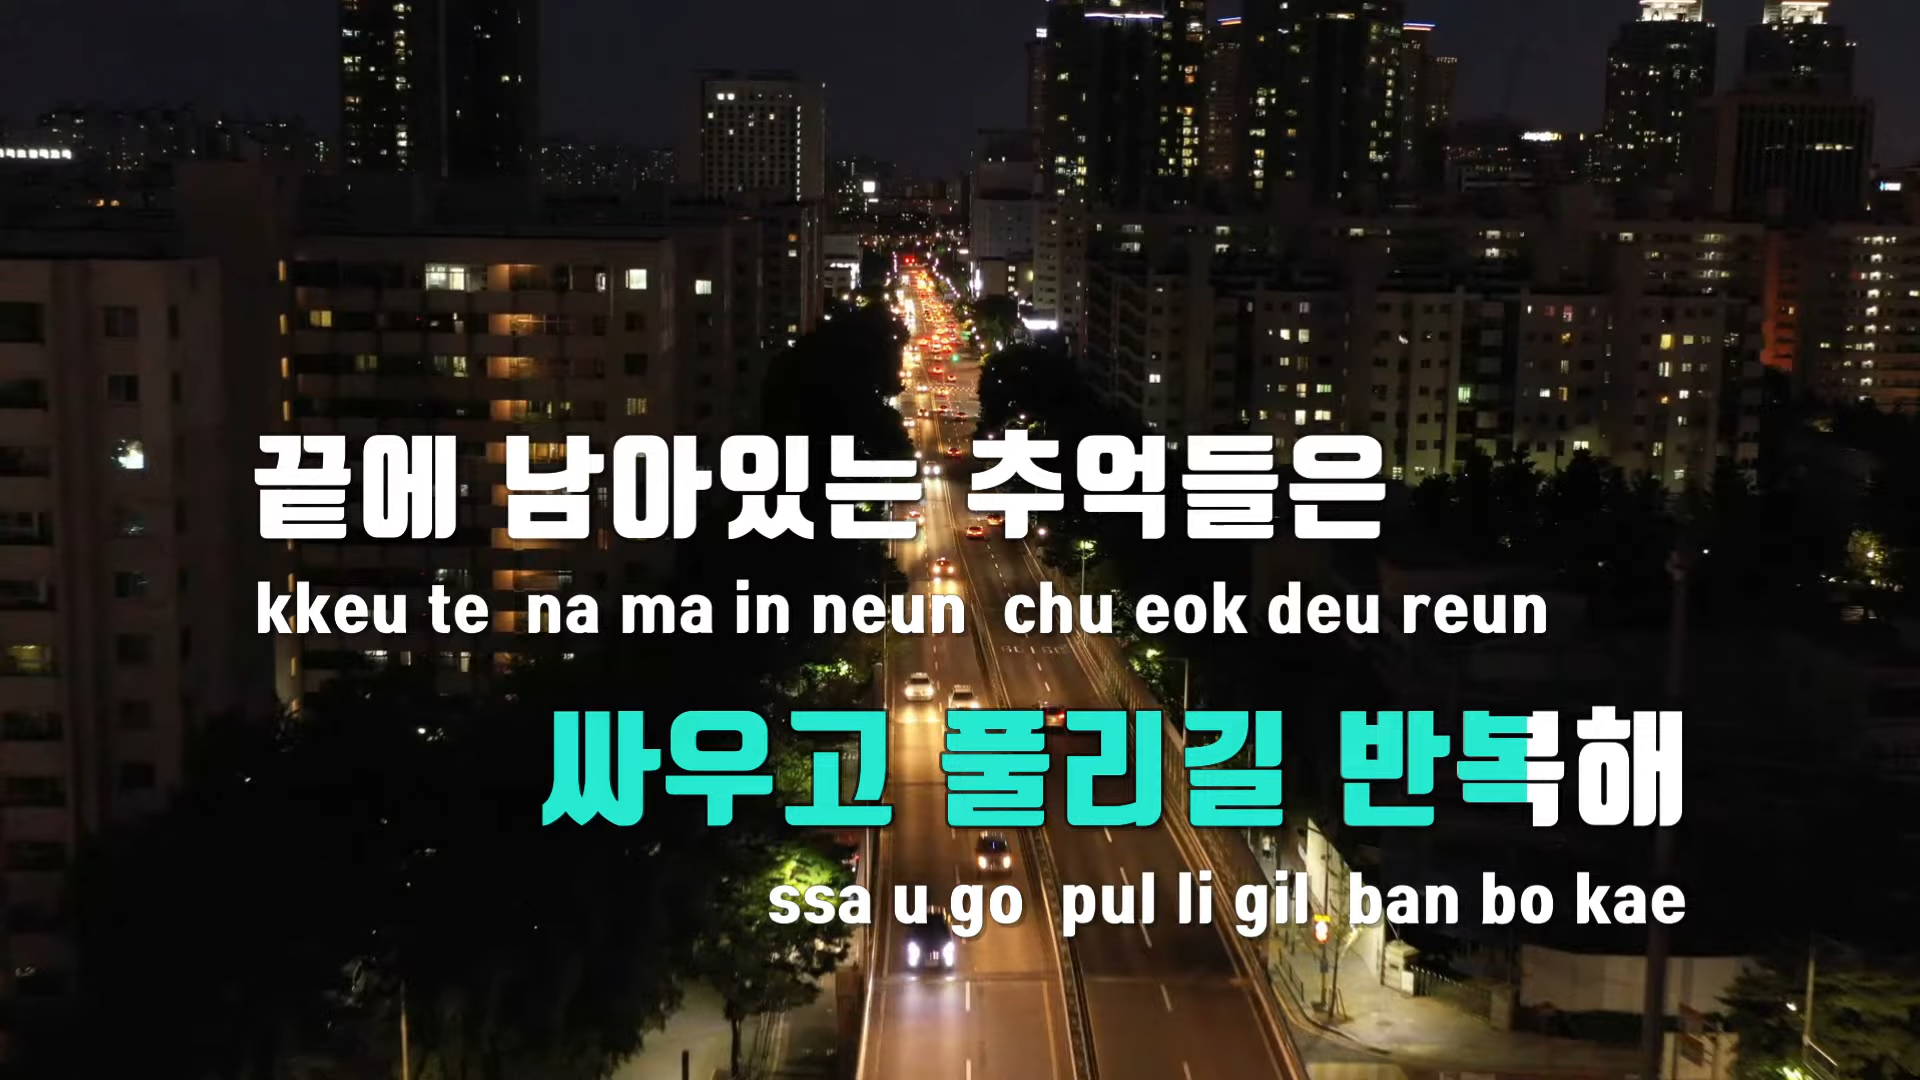 끝에 남아있는 추억들은
kkeu te na ma in neun chu eok deu reun
싸우고 풀리길 반복해
ssa u go pul li gil ban bo kae